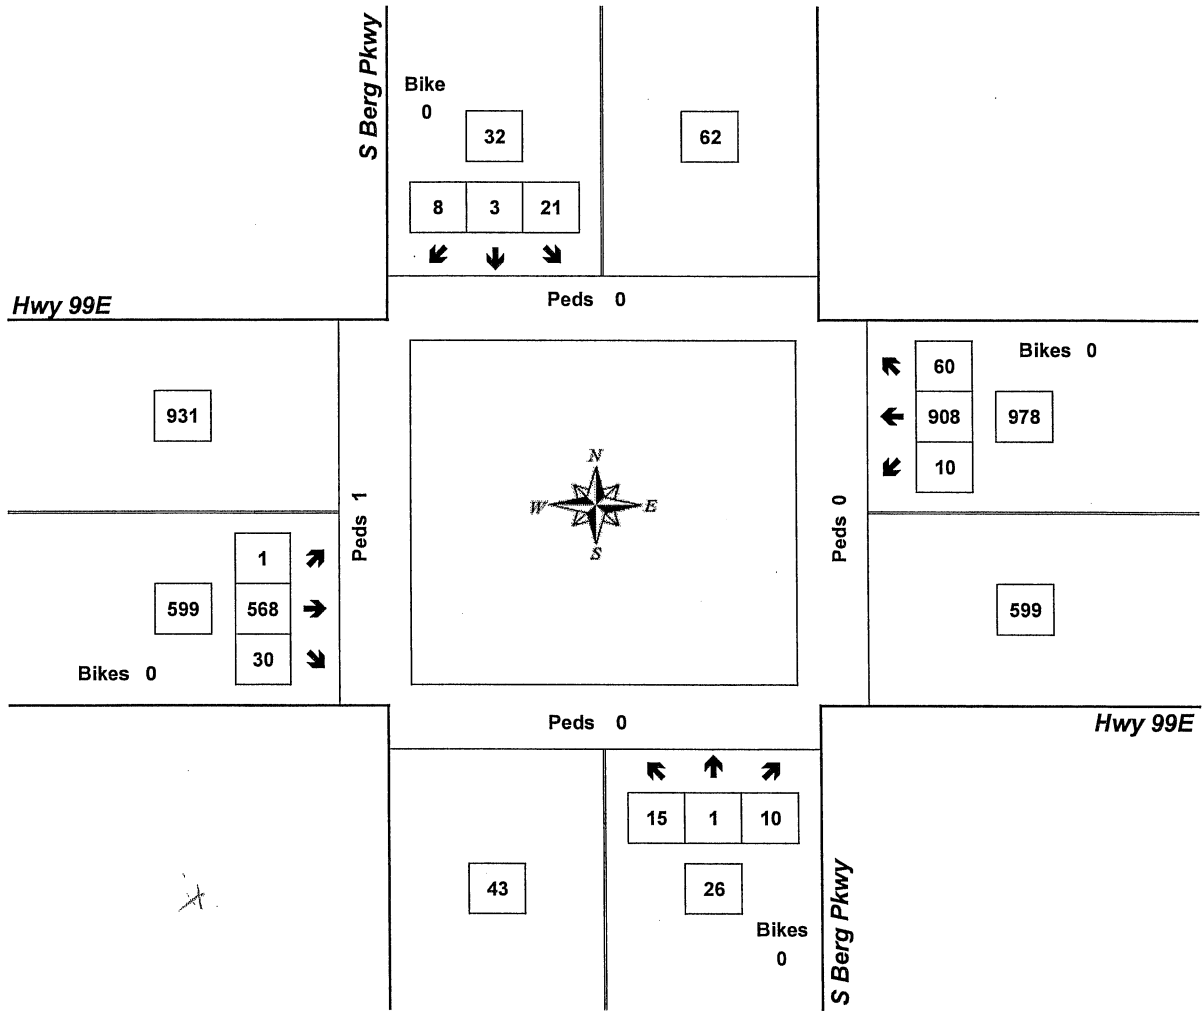 S Berg Pkwy
Bike
0
32
62
8 3 21
Peds 0
Hwy 99E
931
Peds 1
1
599 568
30
Bikes 0
N
W E
S
Bikes 0
60
908 978
10
Peds 0
599
Hwy 99E
Peds 0
15 1 10
43
26
Bikes
0
S Berg Pkwy